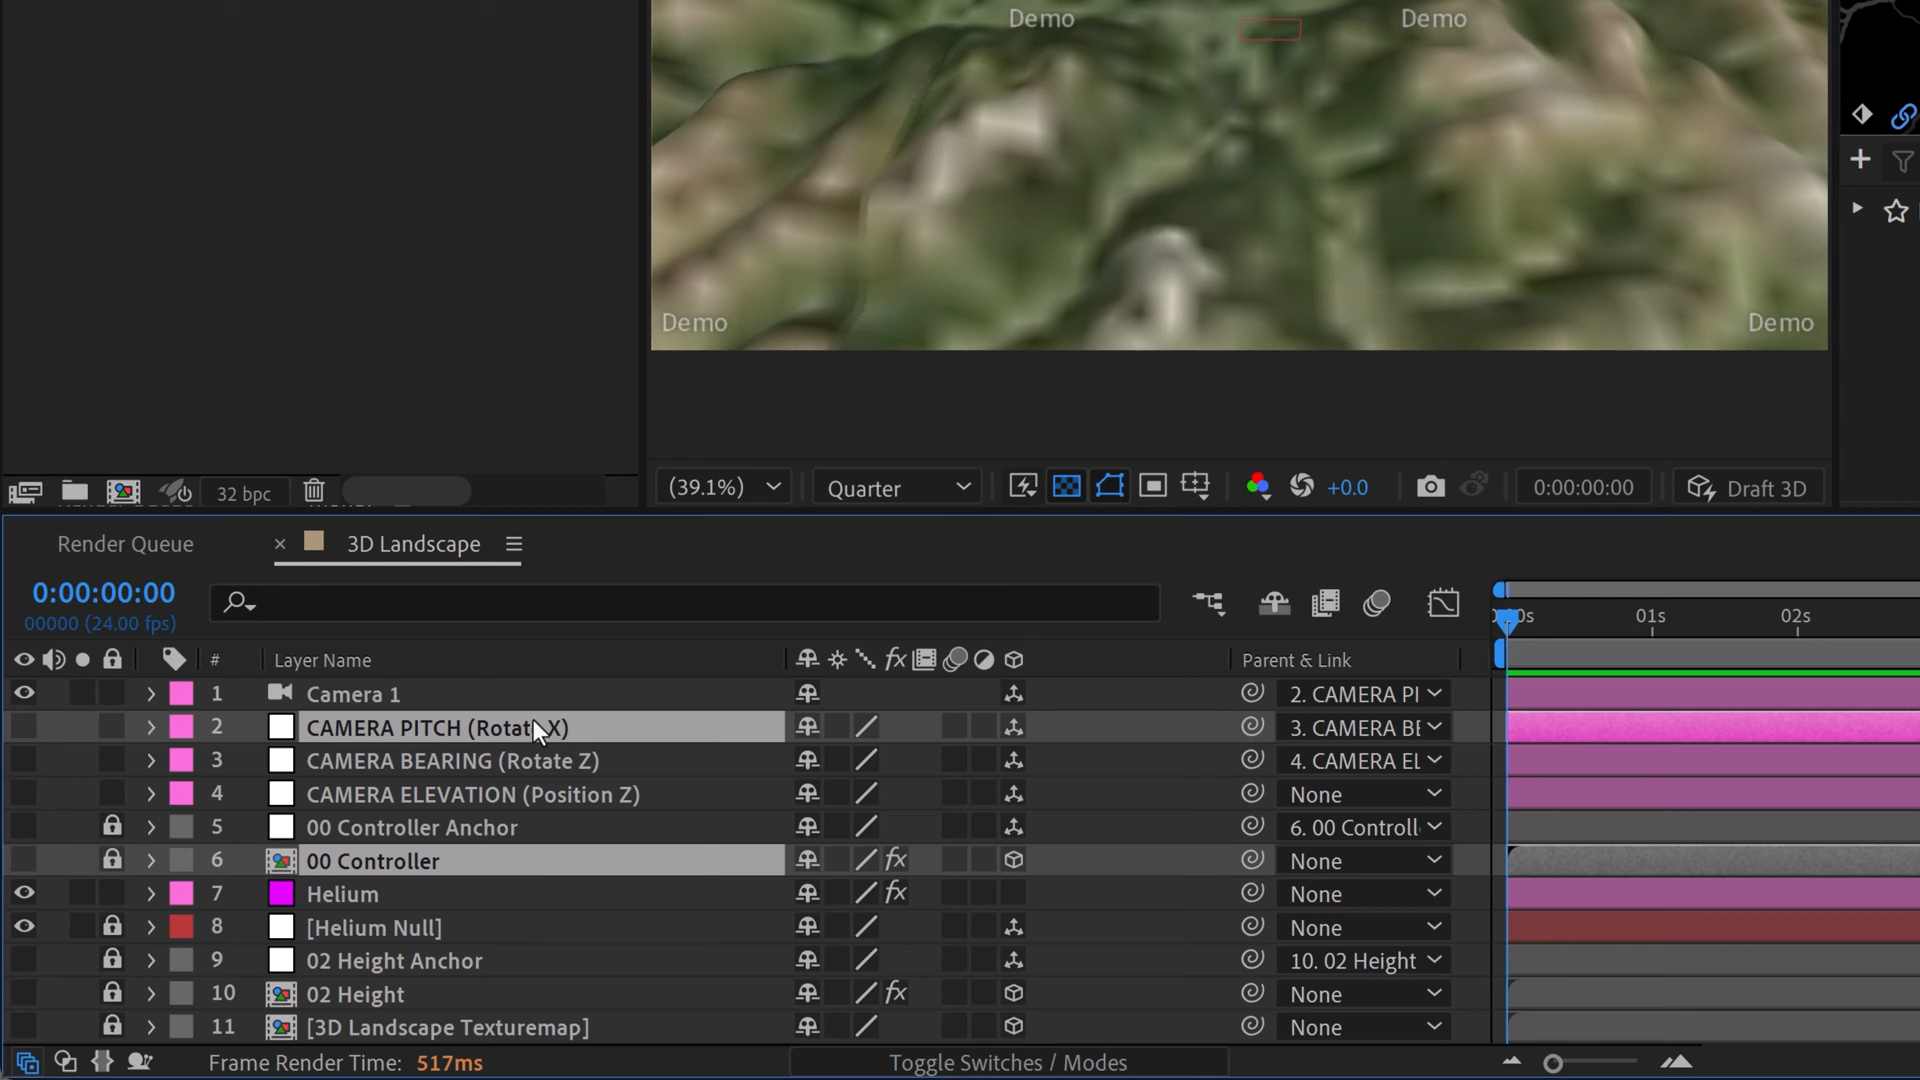 Demo Demo
Demo Demo
32 bpc
(39.1%) Quarter +0.0 0:00:00:00 Draft 3D
Render Queue × 3D Landscape
0:00:00:00
00000 (24.00 fps)
01s 02s
# Layer Name fx Parent & Link
1 Camera 1 2. CAMERA PI
2 CAMERA PITCH (Rotate X) 3. CAMERA BE
3 CAMERA BEARING (Rotate Z) 4. CAMERA EL
4 CAMERA ELEVATION (Position Z) None
5 00 Controller Anchor 6. 00 Controll
6 00 Controller fx None
7 Helium fx None
8 [Helium Null] None
9 02 Height Anchor 10. 02 Height
10 02 Height fx None
11 [3D Landscape Texturemap] None
Frame Render Time: 517ms Toggle Switches / Modes